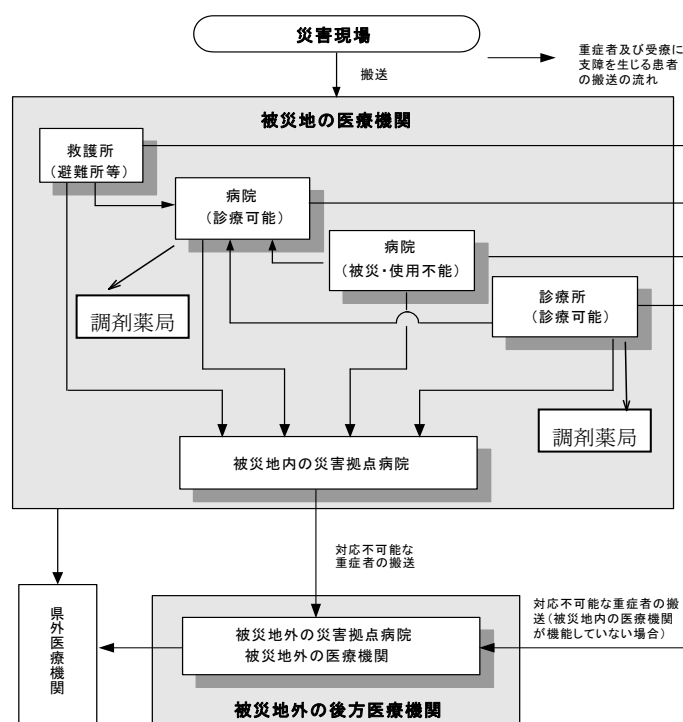 災害現場
搬送
重症者及び受療に
支障を生じる患者
の搬送の流れ
被災地の医療機関
救護所
(避難所等)
病院
(診療可能)
病院
(被災・使用不能)
診療所
(診療可能)
調剤薬局
調剤薬局
被災地内の災害拠点病院
対応不可能な
重症者の搬送
県外医療機関
被災地外の災害拠点病院
被災地外の医療機関
対応不可能な重症者の搬
送(被災地内の医療機関
が機能していない場合)
被災地外の後方医療機関